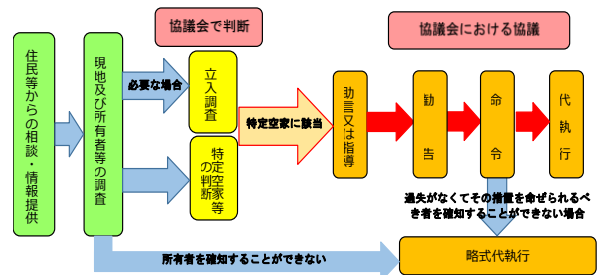 協議会で判断
協議会における協議
住民等からの相談・情報提供
現地及び所有者等の調査
必要な場合
立入調査
特定空家等
の判断
特定空家に該当
助言又は指導
勧告
命令
代執行
過失がなくてその措置を命ぜられるべ
き者を確知することができない場合
所有者を確知することができない
略式代執行